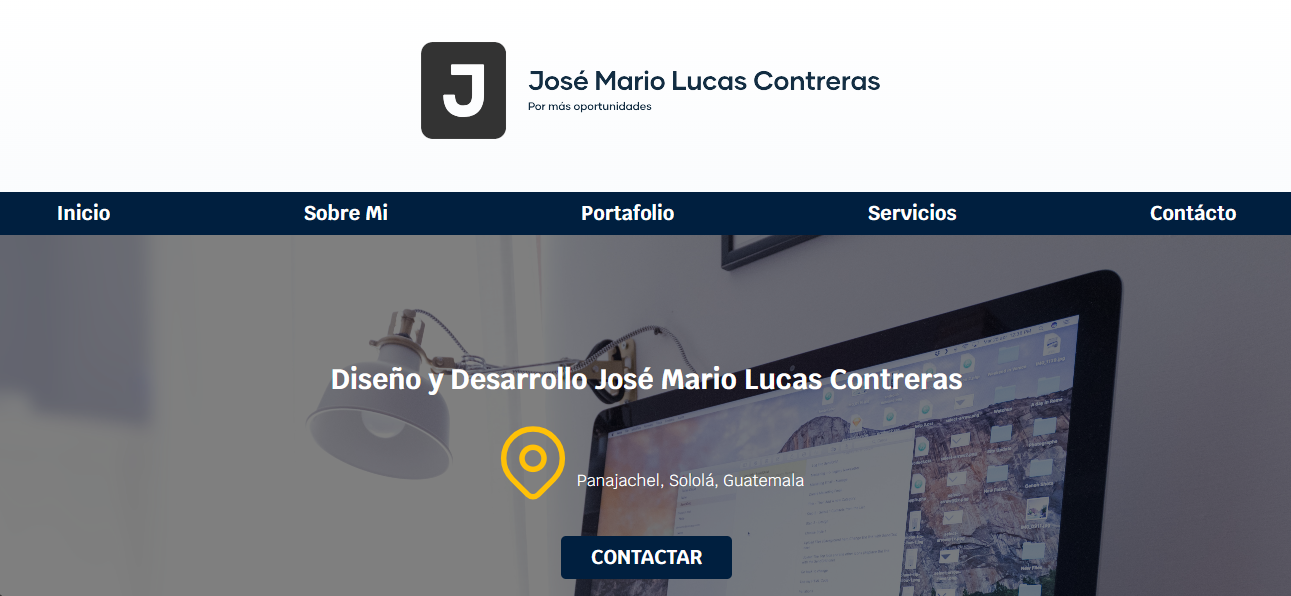 J
José Mario Lucas Contreras
Por más oportunidades
Inicio Sobre Mi Portafolio Servicios Contácto
Diseño y Desarrollo José Mario Lucas Contreras
Panajachel, Sololá, Guatemala
CONTACTAR